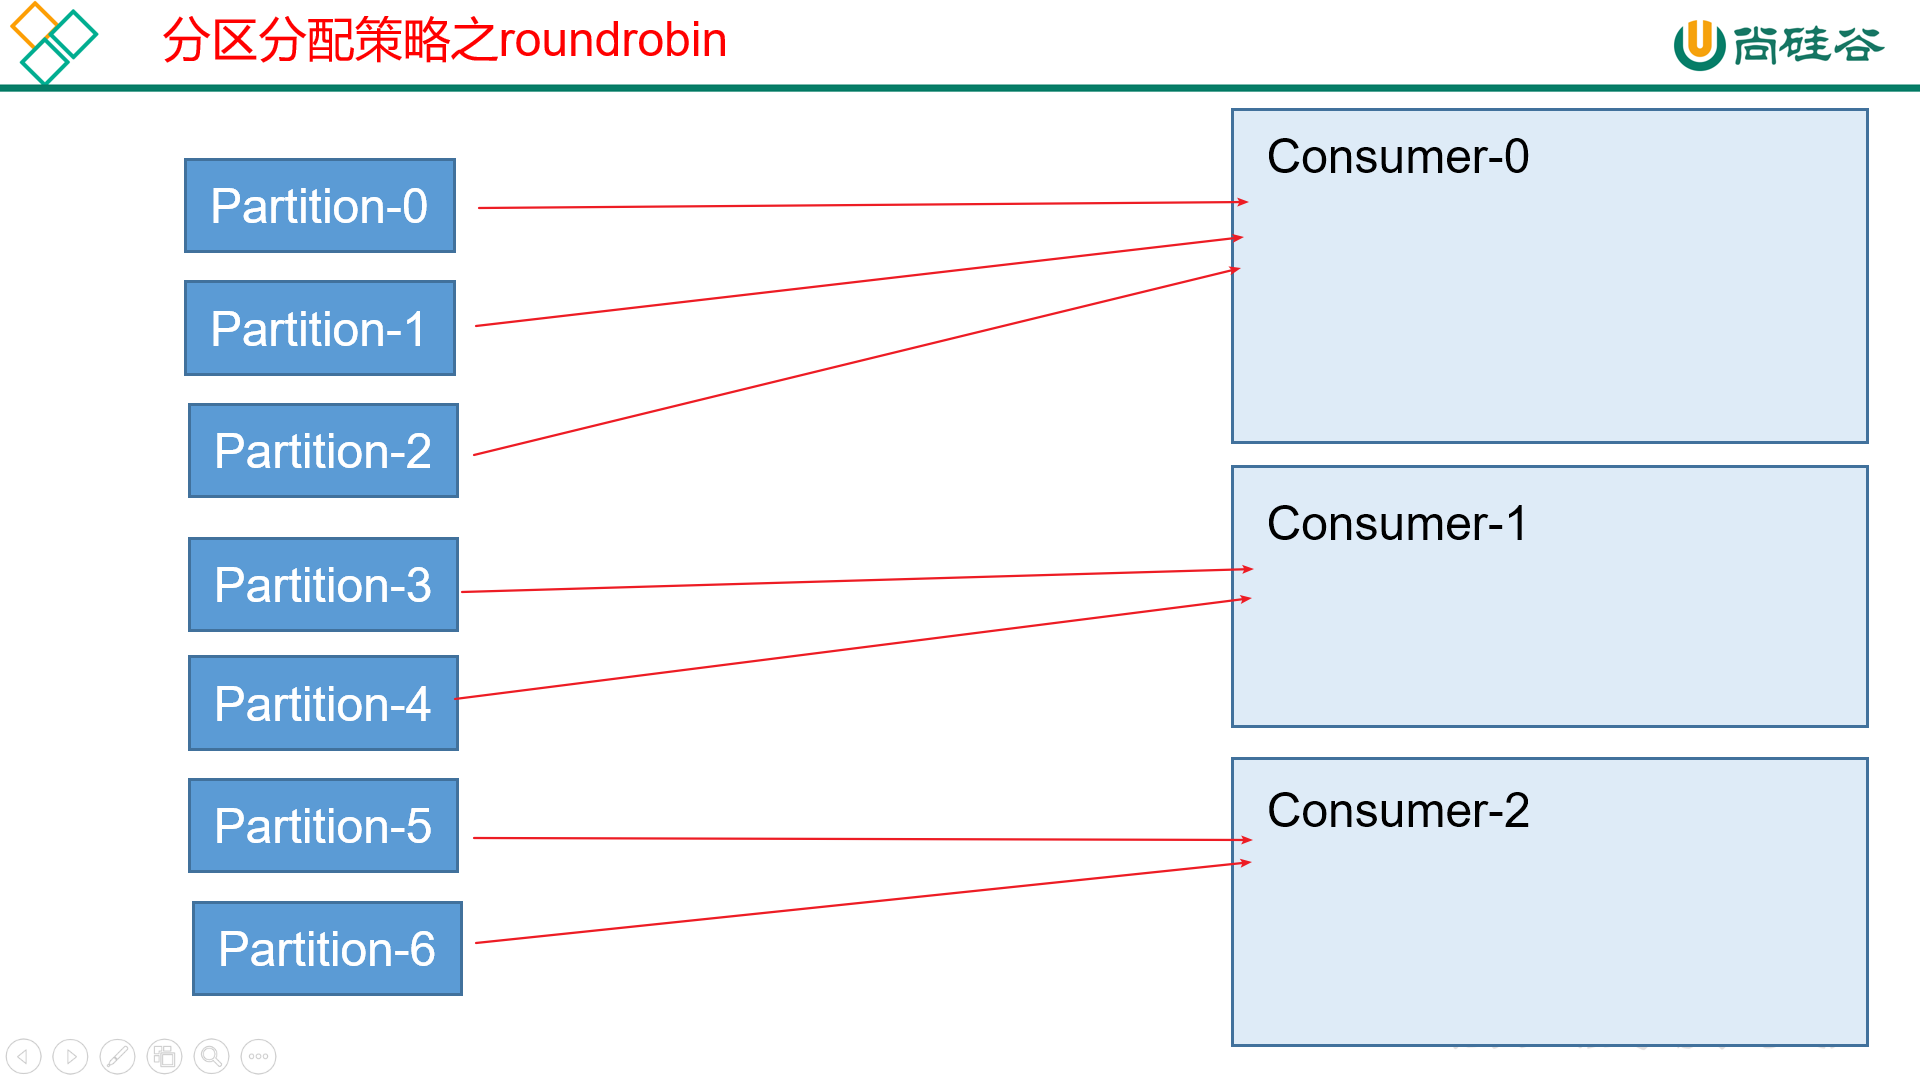 分区分配策略之roundrobin
尚硅谷
Partition-0
Partition-1
Partition-2
Partition-3
Partition-4
Partition-5
Partition-6
Consumer-0
Consumer-1
Consumer-2